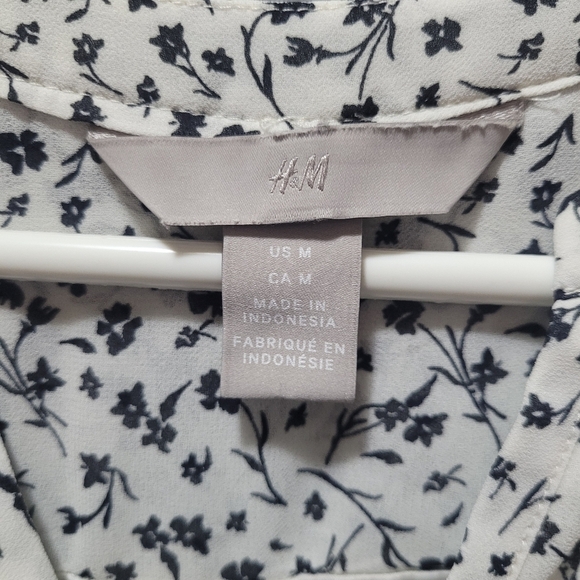 H&M
US M
CA M
MADE IN
INDONESIA
FABRIQUÉ EN
INDONÉSIE